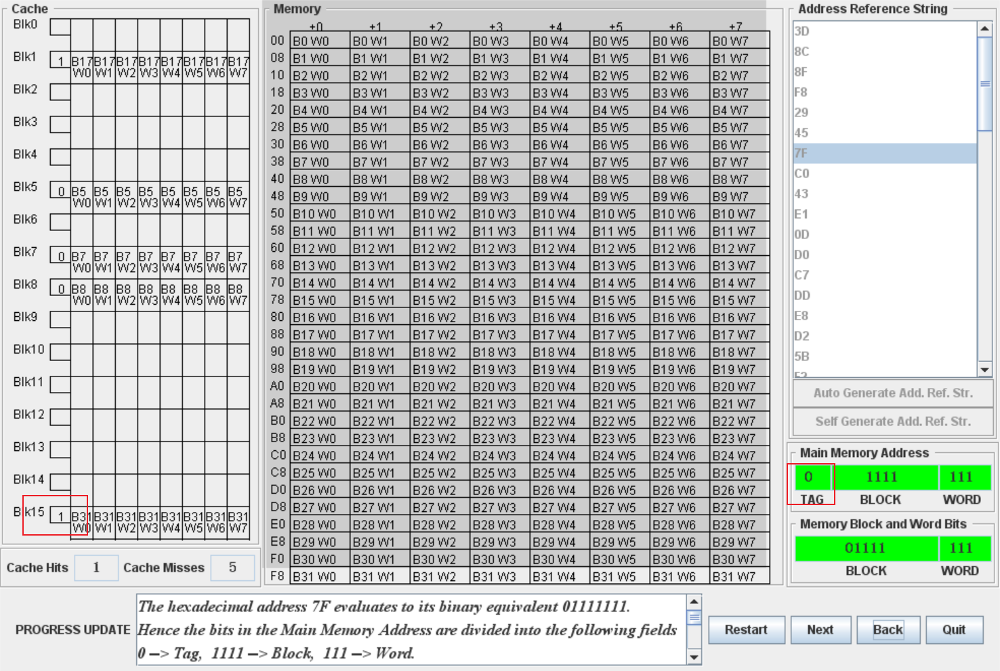 Cache
Blk0
Blk1 1 B17 B17 B17 B17 B17 B17 B17 B17
W0 W1 W2 W3 W4 W5 W6 W7
Blk2
Blk3
Blk4
Blk5 0 B5 B5 B5 B5 B5 B5 B5 B5
W0 W1 W2 W3 W4 W5 W6 W7
Blk6
Blk7 0 B7 B7 B7 B7 B7 B7 B7 B7
W0 W1 W2 W3 W4 W5 W6 W7
Blk8 0 B8 B8 B8 B8 B8 B8 B8 B8
W0 W1 W2 W3 W4 W5 W6 W7
Blk9
Blk10
Blk11
Blk12
Blk13
Blk14
Blk15 1 B31 B31 B31 B31 B31 B31 B31 B31
W0 W1 W2 W3 W4 W5 W6 W7
Cache Hits 1 Cache Misses 5
Memory
+0 +1 +2 +3 +4 +5 +6 +7
00 B0 W0 B0 W1 B0 W2 B0 W3 B0 W4 B0 W5 B0 W6 B0 W7
08 B1 W0 B1 W1 B1 W2 B1 W3 B1 W4 B1 W5 B1 W6 B1 W7
10 B2 W0 B2 W1 B2 W2 B2 W3 B2 W4 B2 W5 B2 W6 B2 W7
18 B3 W0 B3 W1 B3 W2 B3 W3 B3 W4 B3 W5 B3 W6 B3 W7
20 B4 W0 B4 W1 B4 W2 B4 W3 B4 W4 B4 W5 B4 W6 B4 W7
28 B5 W0 B5 W1 B5 W2 B5 W3 B5 W4 B5 W5 B5 W6 B5 W7
30 B6 W0 B6 W1 B6 W2 B6 W3 B6 W4 B6 W5 B6 W6 B6 W7
38 B7 W0 B7 W1 B7 W2 B7 W3 B7 W4 B7 W5 B7 W6 B7 W7
40 B8 W0 B8 W1 B8 W2 B8 W3 B8 W4 B8 W5 B8 W6 B8 W7
48 B9 W0 B9 W1 B9 W2 B9 W3 B9 W4 B9 W5 B9 W6 B9 W7
50 B10 W0 B10 W1 B10 W2 B10 W3 B10 W4 B10 W5 B10 W6 B10 W7
58 B11 W0 B11 W1 B11 W2 B11 W3 B11 W4 B11 W5 B11 W6 B11 W7
60 B12 W0 B12 W1 B12 W2 B12 W3 B12 W4 B12 W5 B12 W6 B12 W7
68 B13 W0 B13 W1 B13 W2 B13 W3 B13 W4 B13 W5 B13 W6 B13 W7
70 B14 W0 B14 W1 B14 W2 B14 W3 B14 W4 B14 W5 B14 W6 B14 W7
78 B15 W0 B15 W1 B15 W2 B15 W3 B15 W4 B15 W5 B15 W6 B15 W7
80 B16 W0 B16 W1 B16 W2 B16 W3 B16 W4 B16 W5 B16 W6 B16 W7
88 B17 W0 B17 W1 B17 W2 B17 W3 B17 W4 B17 W5 B17 W6 B17 W7
90 B18 W0 B18 W1 B18 W2 B18 W3 B18 W4 B18 W5 B18 W6 B18 W7
98 B19 W0 B19 W1 B19 W2 B19 W3 B19 W4 B19 W5 B19 W6 B19 W7
A0 B20 W0 B20 W1 B20 W2 B20 W3 B20 W4 B20 W5 B20 W6 B20 W7
A8 B21 W0 B21 W1 B21 W2 B21 W3 B21 W4 B21 W5 B21 W6 B21 W7
B0 B22 W0 B22 W1 B22 W2 B22 W3 B22 W4 B22 W5 B22 W6 B22 W7
B8 B23 W0 B23 W1 B23 W2 B23 W3 B23 W4 B23 W5 B23 W6 B23 W7
C0 B24 W0 B24 W1 B24 W2 B24 W3 B24 W4 B24 W5 B24 W6 B24 W7
C8 B25 W0 B25 W1 B25 W2 B25 W3 B25 W4 B25 W5 B25 W6 B25 W7
D0 B26 W0 B26 W1 B26 W2 B26 W3 B26 W4 B26 W5 B26 W6 B26 W7
D8 B27 W0 B27 W1 B27 W2 B27 W3 B27 W4 B27 W5 B27 W6 B27 W7
E0 B28 W0 B28 W1 B28 W2 B28 W3 B28 W4 B28 W5 B28 W6 B28 W7
E8 B29 W0 B29 W1 B29 W2 B29 W3 B29 W4 B29 W5 B29 W6 B29 W7
F0 B30 W0 B30 W1 B30 W2 B30 W3 B30 W4 B30 W5 B30 W6 B30 W7
F8 B31 W0 B31 W1 B31 W2 B31 W3 B31 W4 B31 W5 B31 W6 B31 W7
Address Reference String
3D
8C
8F
F8
29
45
7F
C0
43
E1
0D
D0
C7
DD
E8
D2
5B
Auto Generate Add. Ref. Str.
Self Generate Add. Ref. Str.
Main Memory Address
0 1111 111
TAG BLOCK WORD
Memory Block and Word Bits
01111 111
BLOCK WORD
PROGRESS UPDATE
The hexadecimal address 7F evaluates to its binary equivalent 01111111.
Hence the bits in the Main Memory Address are divided into the following fields
0 --> Tag, 1111 --> Block, 111 --> Word.
Restart Next Back Quit